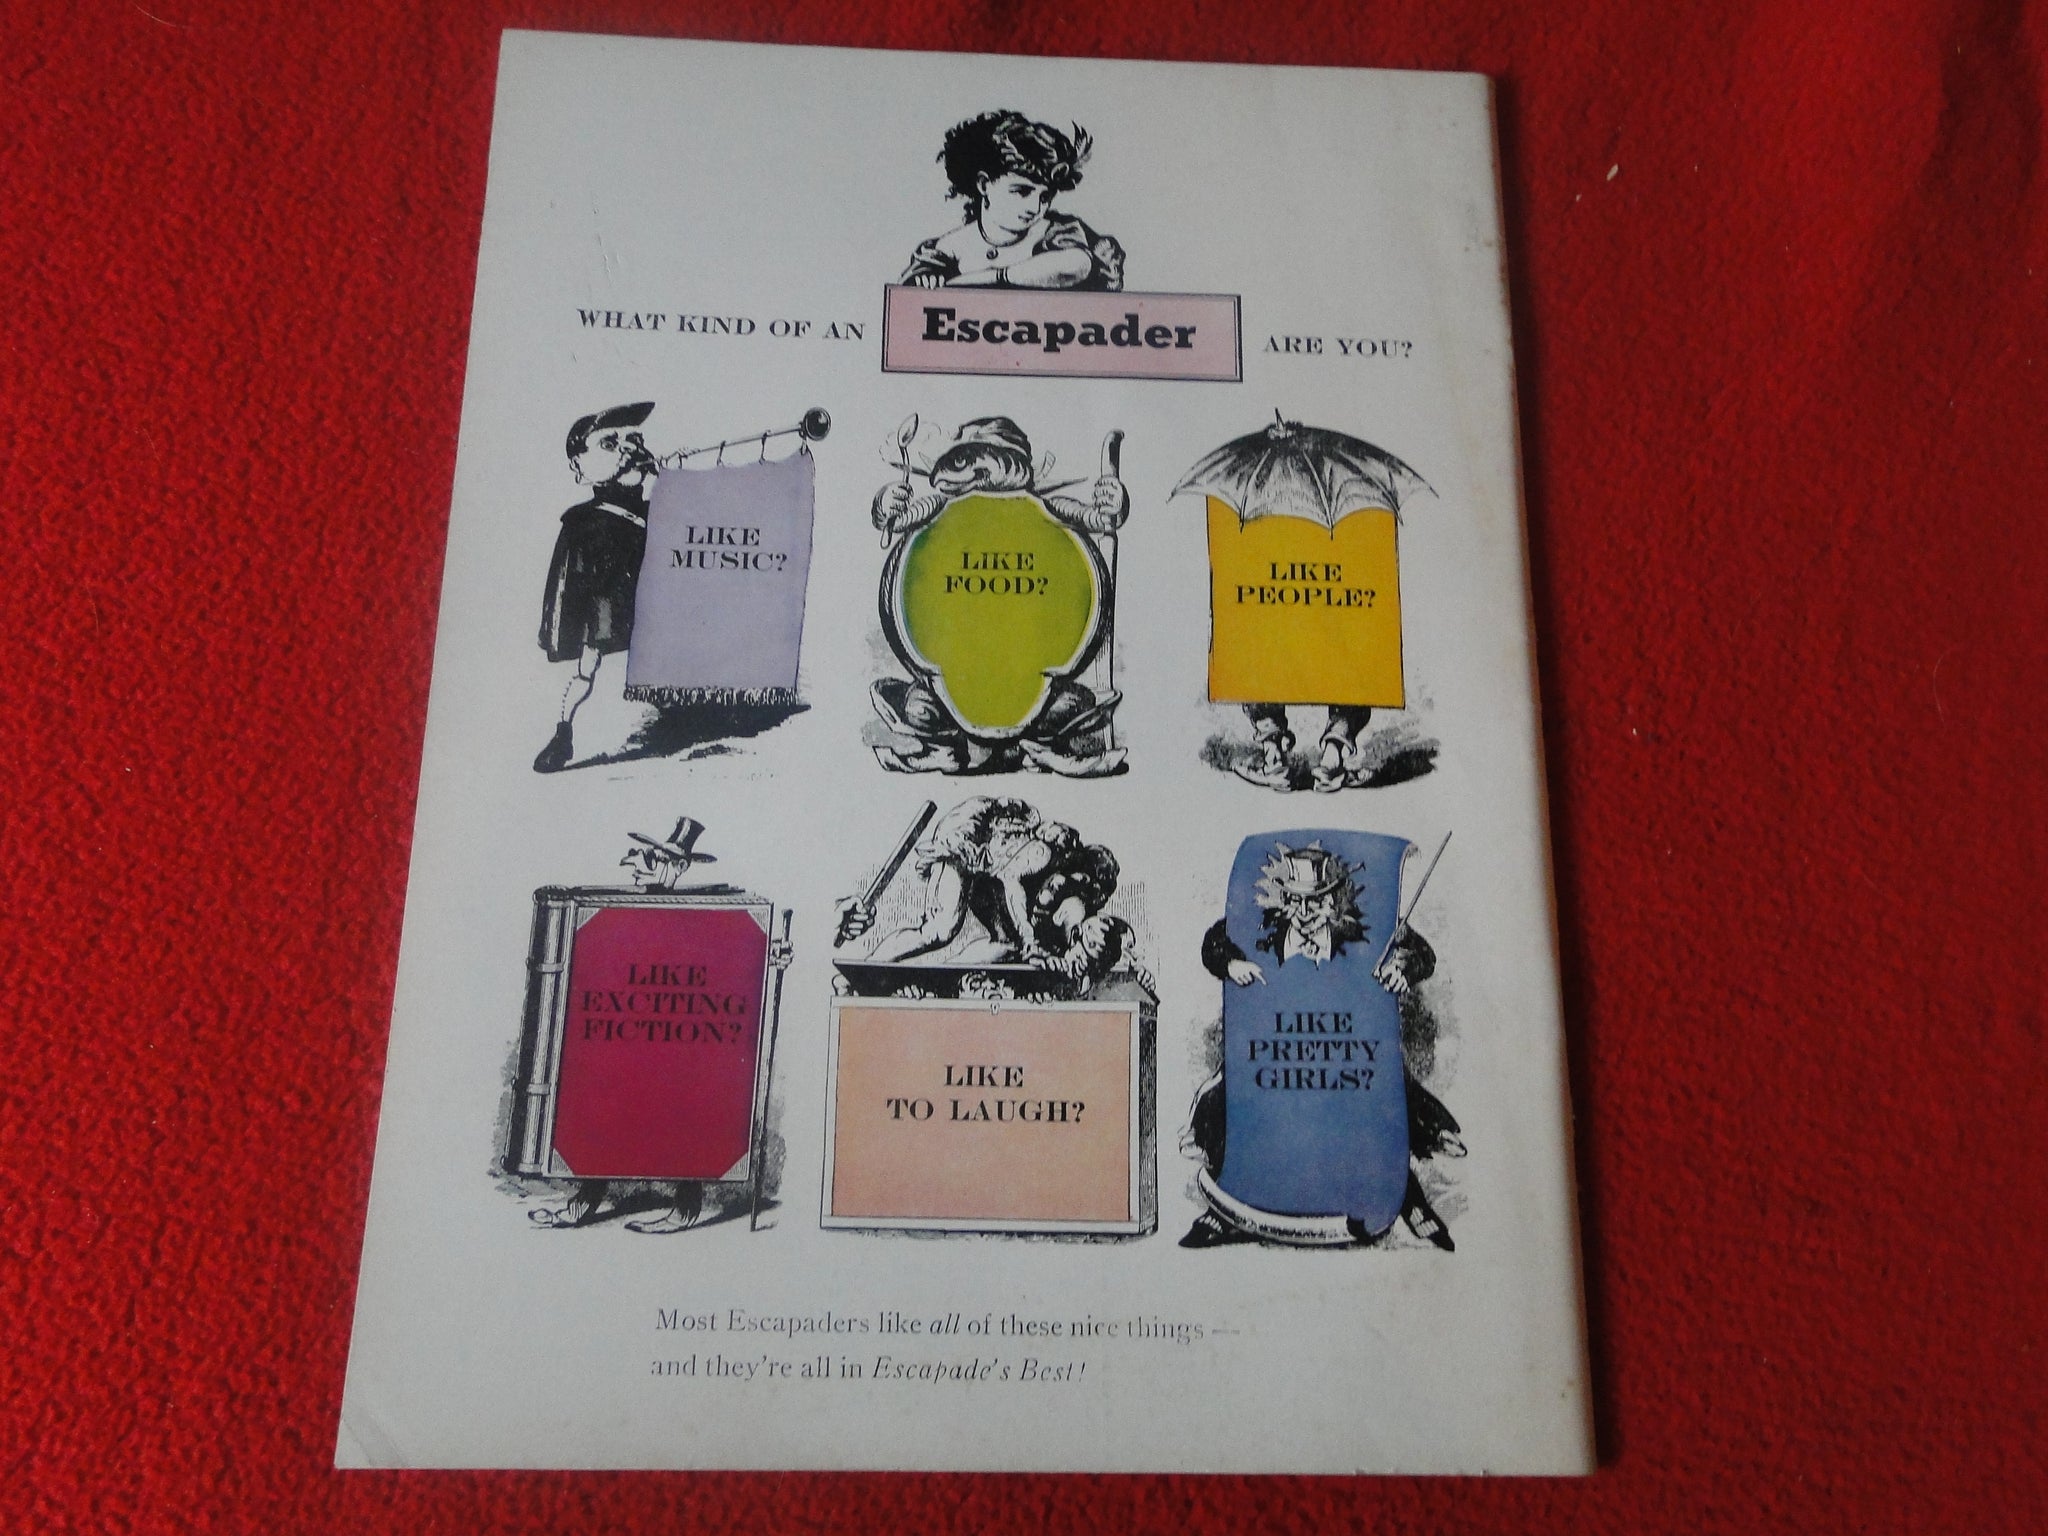 WHAT KIND OF AN Escapader ARE YOU?
LIKE
MUSIC?
LIKE
FOOD?
LIKE
PEOPLE?
LIKE
EXCITING
FICTION?
LIKE
TO LAUGH?
LIKE
PRETTY
GIRLS?
Most Escapaders like all of these nice things —
and they're all in Escapade's Best!